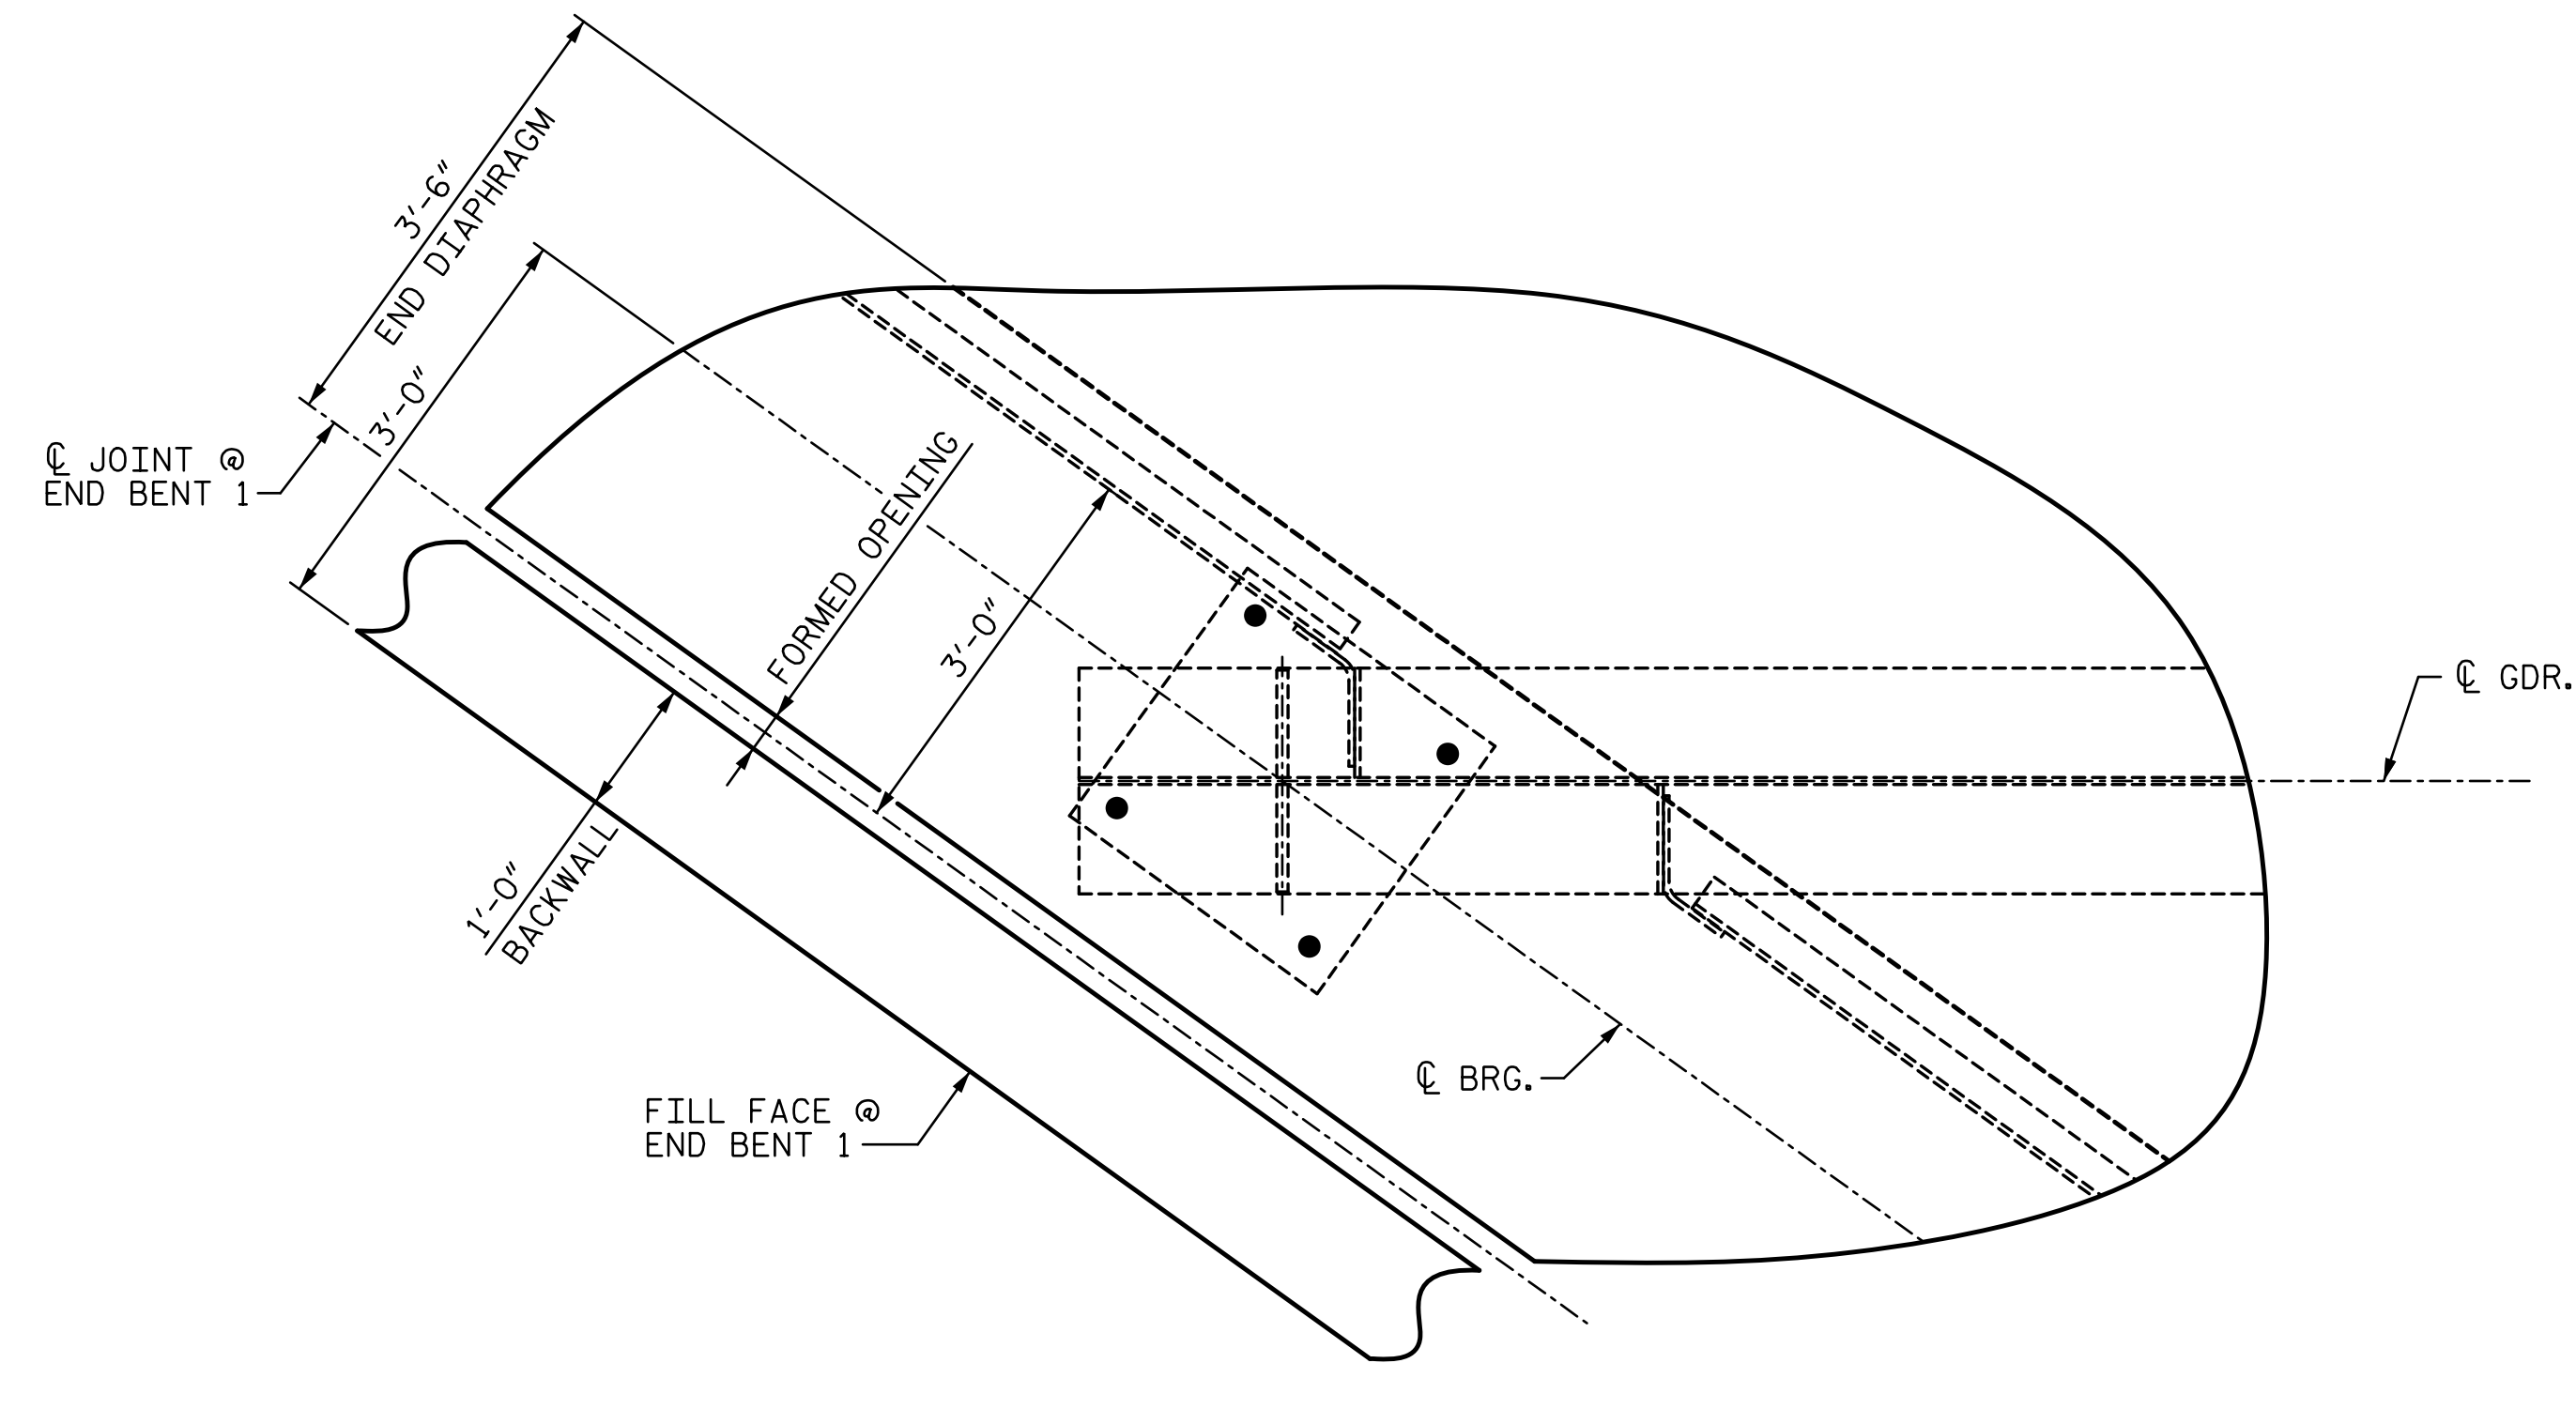 3'-6"
END DIAPHRAGM
3'-0"
℄ JOINT @
END BENT 1
FORMED OPENING
3'-0"
℄ GDR.
1'-0"
BACKWALL
℄ BRG.
FILL FACE @
END BENT 1